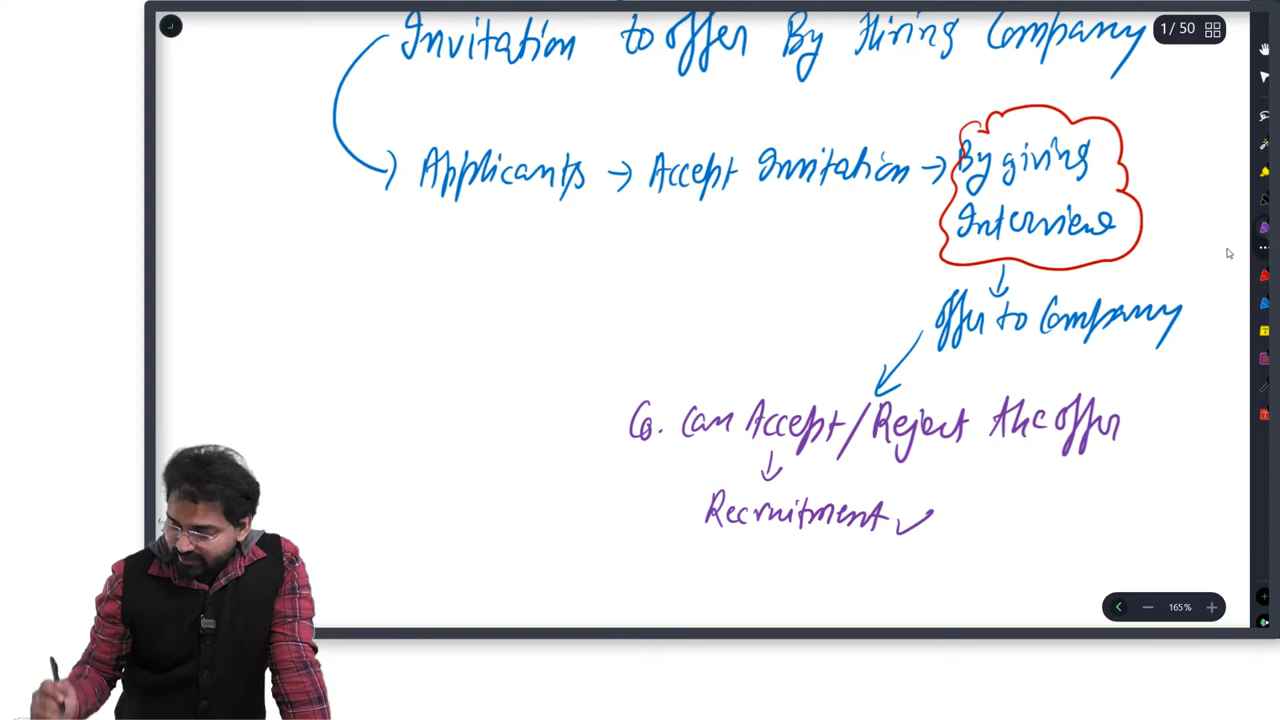 Invitation to offer By Hiring Company
1 / 50
Applicants → Accept Invitation → By giving
Interview
offer to Company
Co. Can Accept/Reject the offer
Recruitment ✓
165%